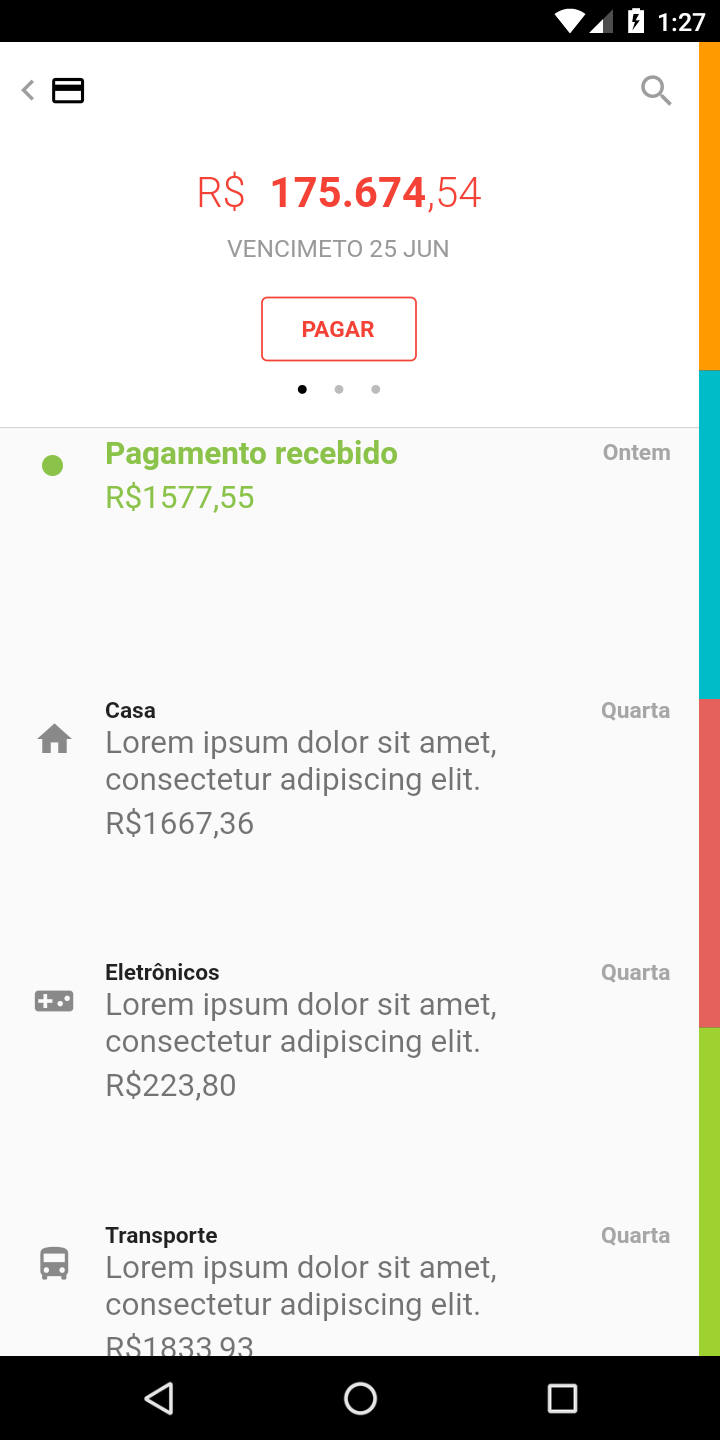 1:27
R$ 175.674,54
VENCIMETO 25 JUN
PAGAR
Pagamento recebido Ontem
R$1577,55
Casa Quarta
Lorem ipsum dolor sit amet,
consectetur adipiscing elit.
R$1667,36
Eletrônicos Quarta
Lorem ipsum dolor sit amet,
consectetur adipiscing elit.
R$223,80
Transporte Quarta
Lorem ipsum dolor sit amet,
consectetur adipiscing elit.
R$1833,93